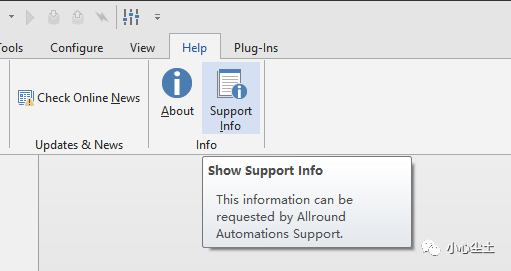 Tools Configure View Help Plug-Ins
Check Online News
About
Support
Info
Updates & News Info
Show Support Info
This information can be
requested by Allround
Automations Support.
小心尘土